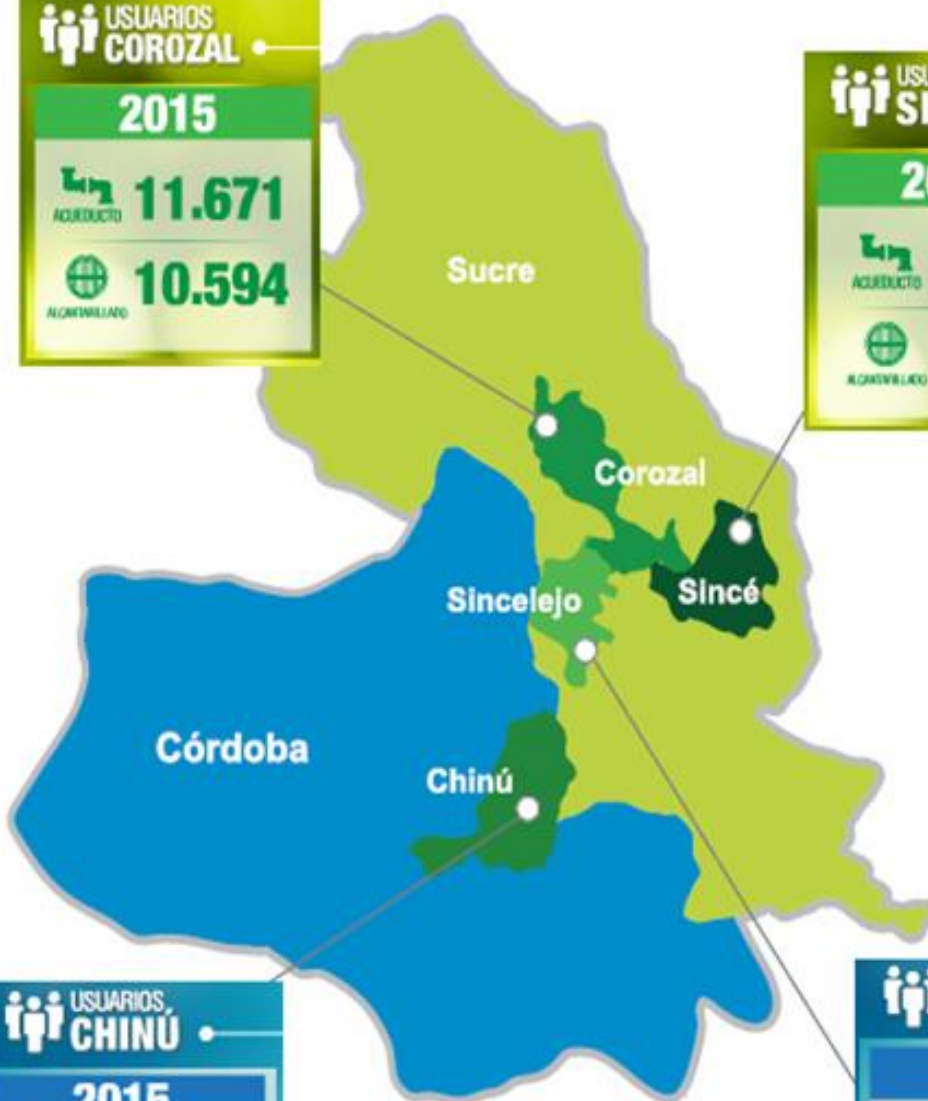 USUARIOS
COROZAL
2015
ACUEDUCTO 11.671
ALCANTARILLADO 10.594
ACUEDUCTO
ALCANTARILLADO
Sucre
Corozal
Sincelejo
Sincé
Córdoba
Chinú
USUARIOS
CHINÚ
2015